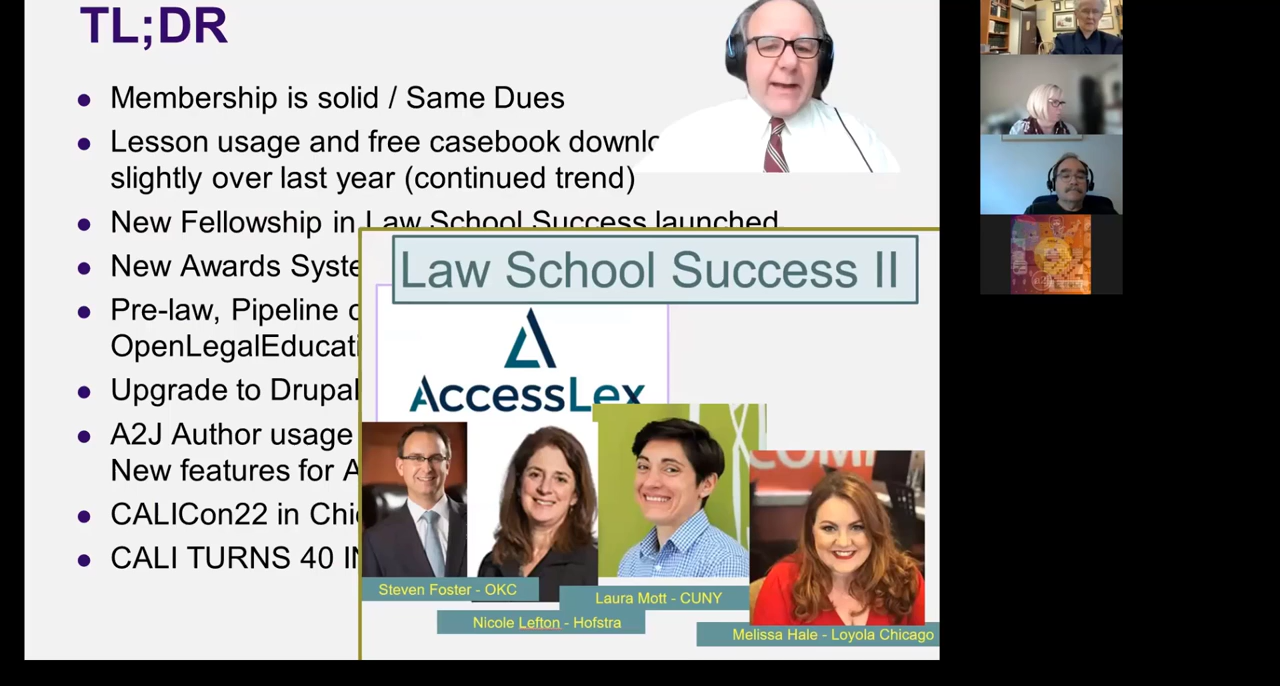 TL;DR
Membership is solid / Same Dues
Lesson usage and free casebook downlo
slightly over last year (continued trend)
New Fellowship in Law School Success launched
New Awards Syste
Pre-law, Pipeline
OpenLegalEducati
Upgrade to Drupal
A2J Author usage
New features for A
CALICon22 in Chic
CALI TURNS 40 IN
Law School Success II
AccessLex
COM
Steven Foster - OKC
Laura Mott - CUNY
Nicole Lefton - Hofstra
Melissa Hale - Loyola Chicago